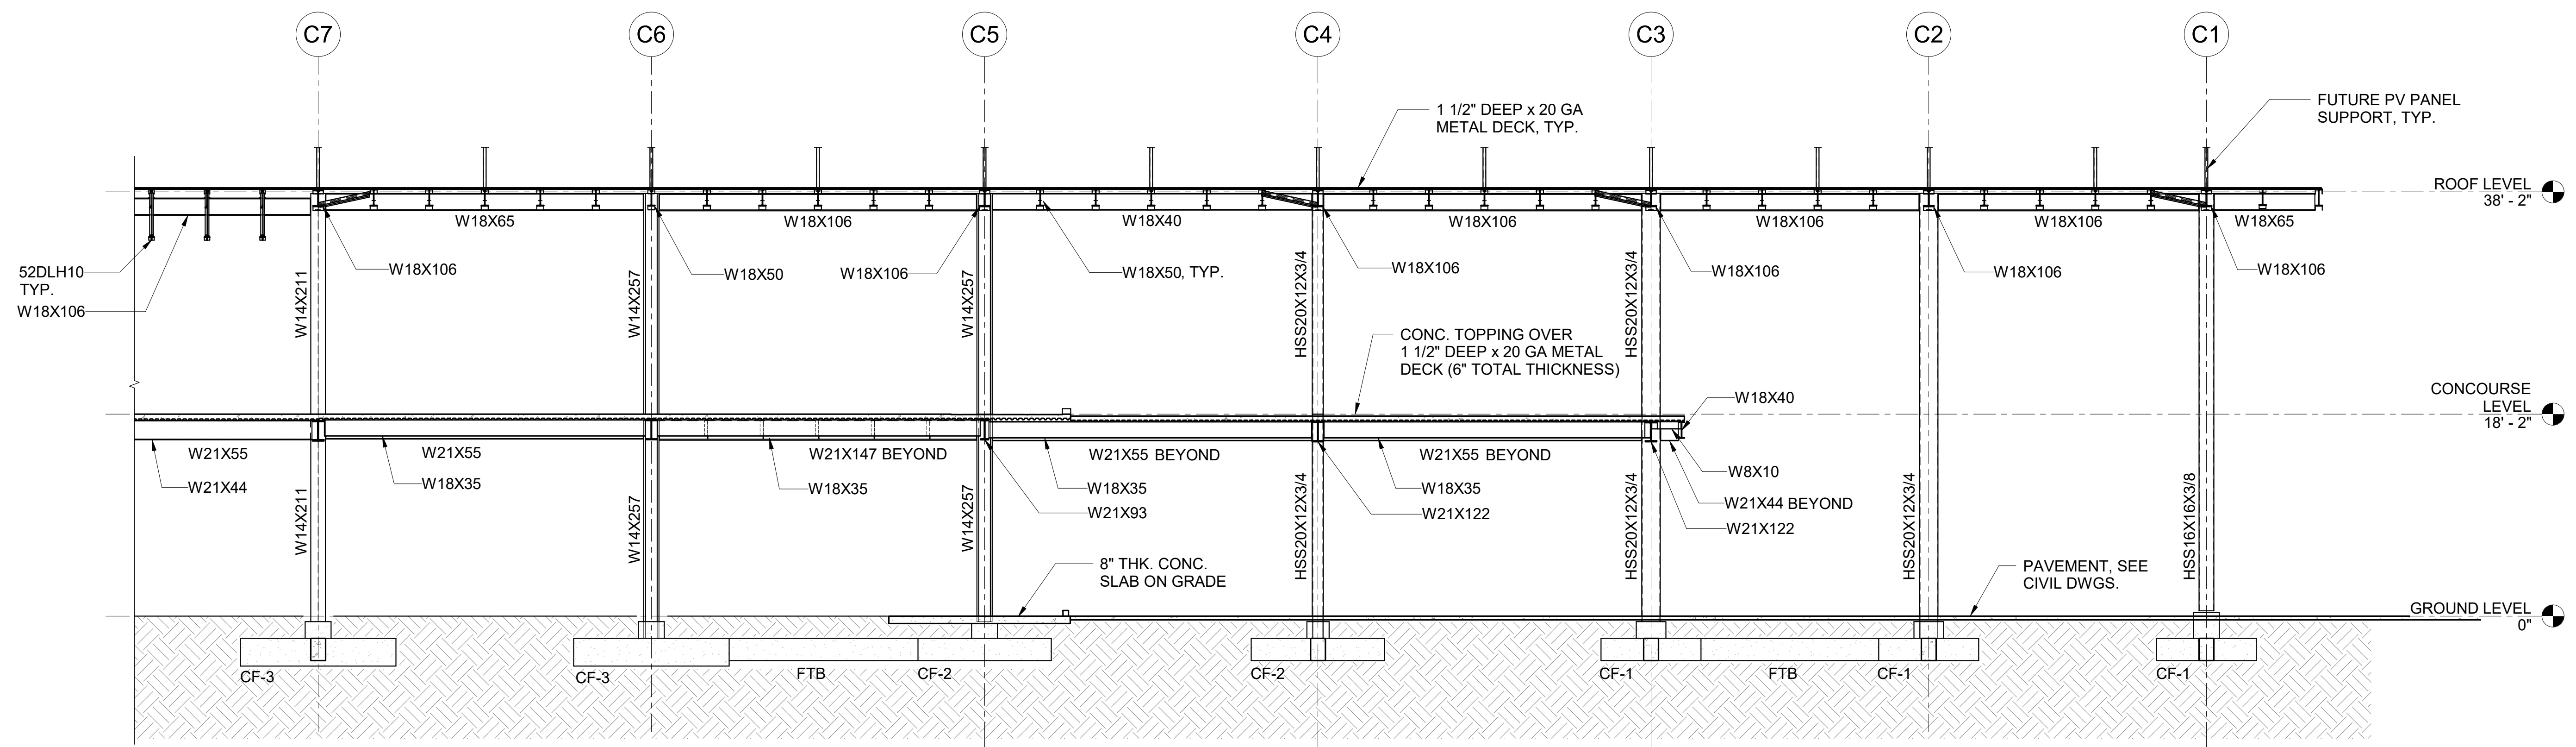 C7
C6
C5
C4
C3
C2
C1
1 1/2" DEEP x 20 GA
METAL DECK, TYP.
FUTURE PV PANEL
SUPPORT, TYP.
ROOF LEVEL
38' - 2"
W18X65
W18X106
W18X40
W18X106
W18X106
W18X106
W18X65
52DLH10
TYP.
W18X106
W18X106
W18X50
W18X106
W18X50, TYP.
W18X106
W18X106
W18X106
W18X106
W14X211
W14X257
W14X257
HSS20X12X3/4
HSS20X12X3/4
CONC. TOPPING OVER
1 1/2" DEEP x 20 GA METAL
DECK (6" TOTAL THICKNESS)
CONCOURSE
LEVEL
18' - 2"
W18X40
W21X55
W21X55
W21X147 BEYOND
W21X55 BEYOND
W21X55 BEYOND
W8X10
W21X44
W18X35
W18X35
W18X35
W18X35
W21X44 BEYOND
W21X93
W21X122
W21X122
W14X211
W14X257
W14X257
HSS20X12X3/4
HSS20X12X3/4
HSS20X12X3/4
HSS16X16X3/8
8" THK. CONC.
SLAB ON GRADE
PAVEMENT, SEE
CIVIL DWGS.
GROUND LEVEL
0"
CF-3
CF-3
FTB
CF-2
CF-2
CF-1
FTB
CF-1
CF-1